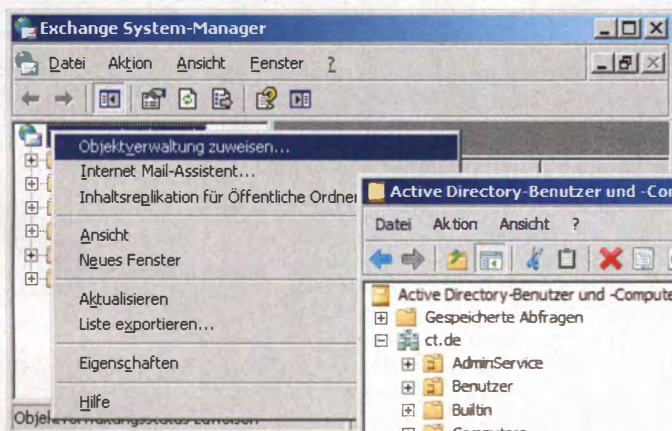 Exchange System-Manager
Datei Aktion Ansicht Fenster ?
Objektverwaltung zuweisen...
Internet Mail-Assistent...
Inhaltsreplikation für Öffentliche Ordner
Ansicht
Neues Fenster
Aktualisieren
Liste exportieren...
Eigenschaften
Hilfe
Active Directory-Benutzer und -Com
Datei Aktion Ansicht ?
Active Directory-Benutzer und -Compute
Gespeicherte Abfragen
ct.de
AdminService
Benutzer
Builtin